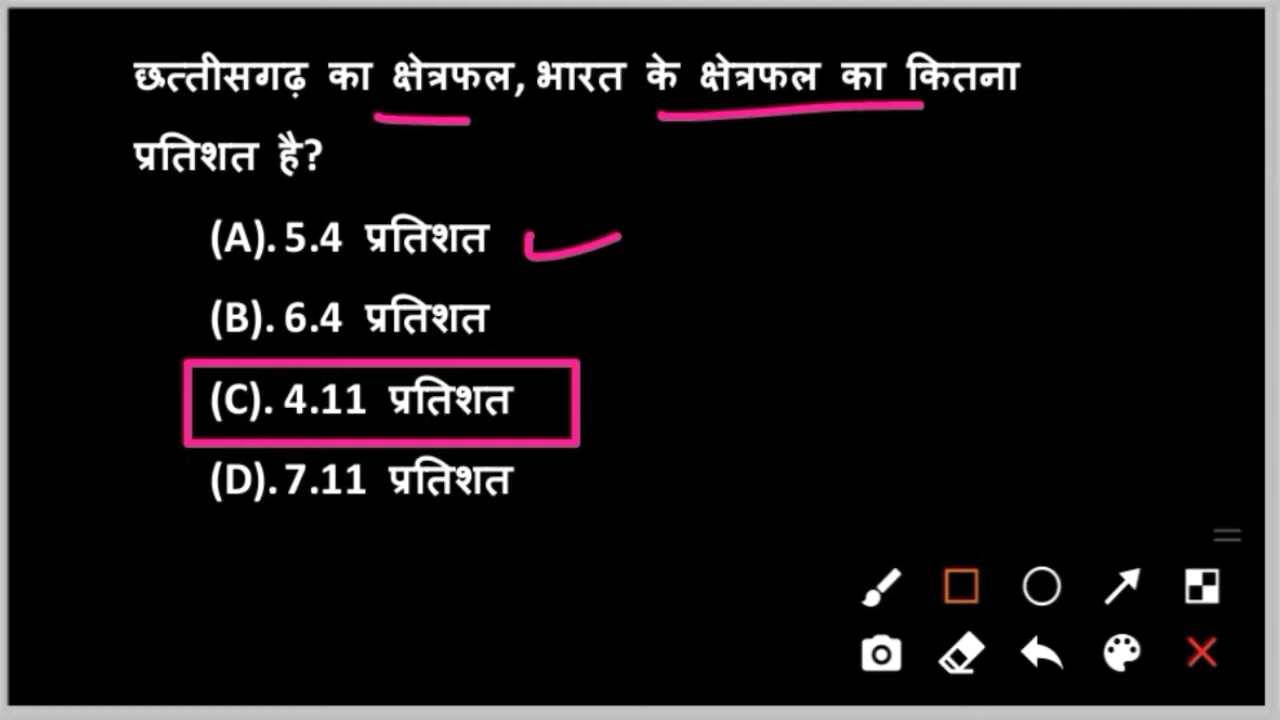 छत्तीसगढ़ का क्षेत्रफल, भारत के क्षेत्रफल का कितना
प्रतिशत है?
(A). 5.4 प्रतिशत
(B). 6.4 प्रतिशत
(C). 4.11 प्रतिशत
(D). 7.11 प्रतिशत